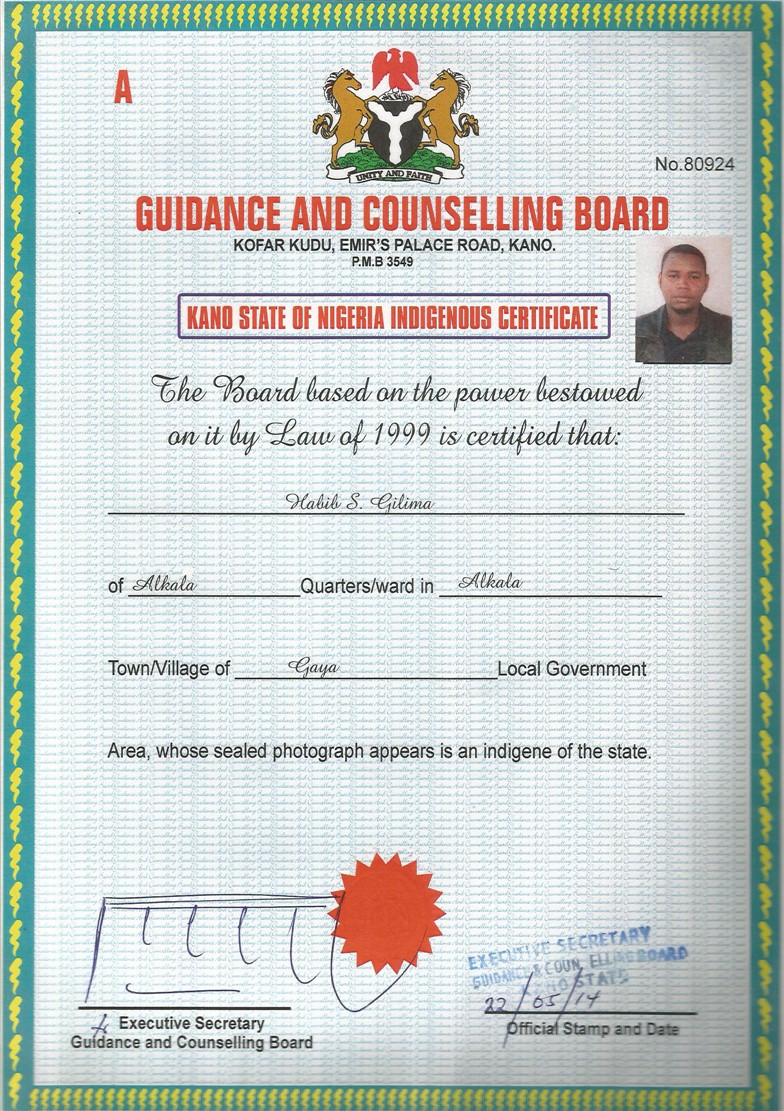 A
UNITY AND FAITH
No.80924
GUIDANCE AND COUNSELLING BOARD
KOFAR KUDU, EMIR'S PALACE ROAD, KANO.
P.M.B 3549
KANO STATE OF NIGERIA INDIGENOUS CERTIFICATE
The Board based on the power bestowed
on it by Law of 1999 is certified that:
Habib S. Gilima
of Alkala Quarters/ward in Alkala
Town/Village of Gaya Local Government
Area, whose sealed photograph appears is an indigene of the state.
EXECUTIVE SECRETARY
GUIDANCE & COUN ELLING BOARD
NO STATE
22/05/14
Executive Secretary
Guidance and Counselling Board
Official Stamp and Date